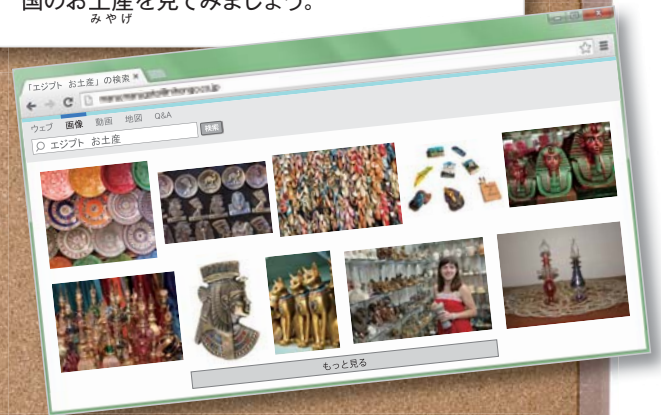 国のお土産を見てみましょう。
みやげ
「エジプト お土産」の検索
ウェブ 画像 動画 地図 Q&A
エジプト お土産 検索
もっと見る